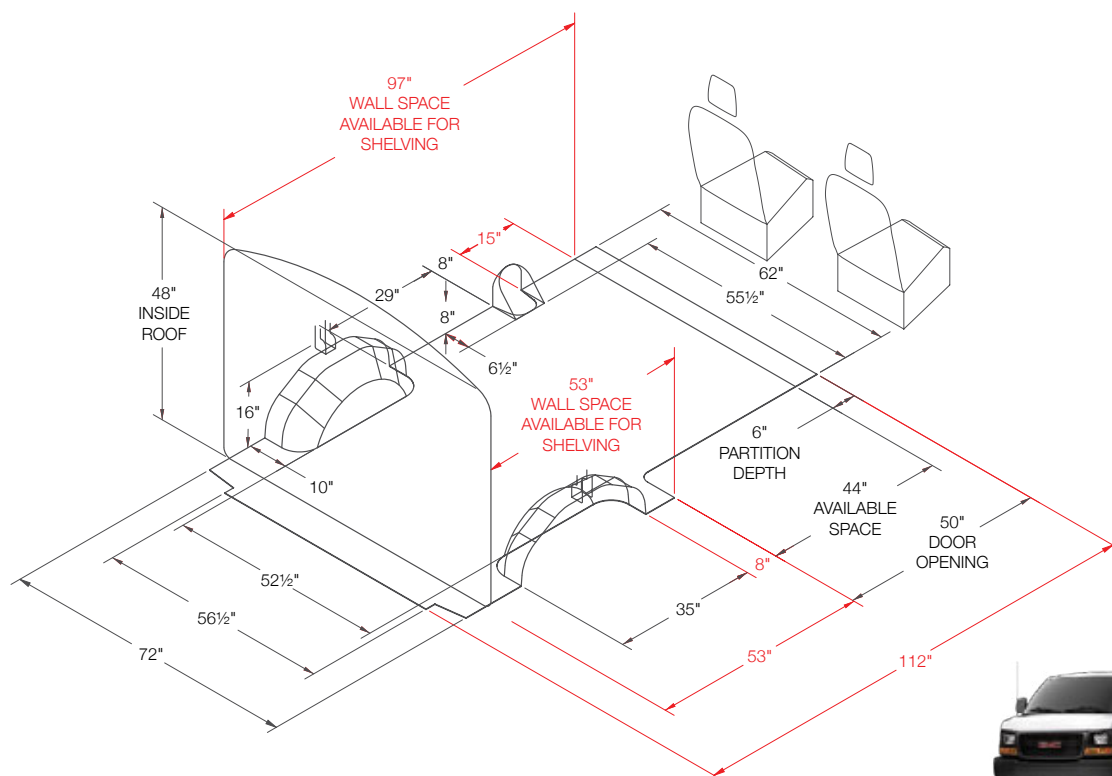 97"
WALL SPACE
AVAILABLE FOR
SHELVING
15"
8"
62"
55½"
29"
48"
INSIDE
ROOF
8"
6½"
53"
WALL SPACE
AVAILABLE FOR
SHELVING
16"
6"
PARTITION
DEPTH
10"
44"
AVAILABLE
SPACE
50"
DOOR
OPENING
8"
52½"
35"
56½"
72"
53"
112"
GMC